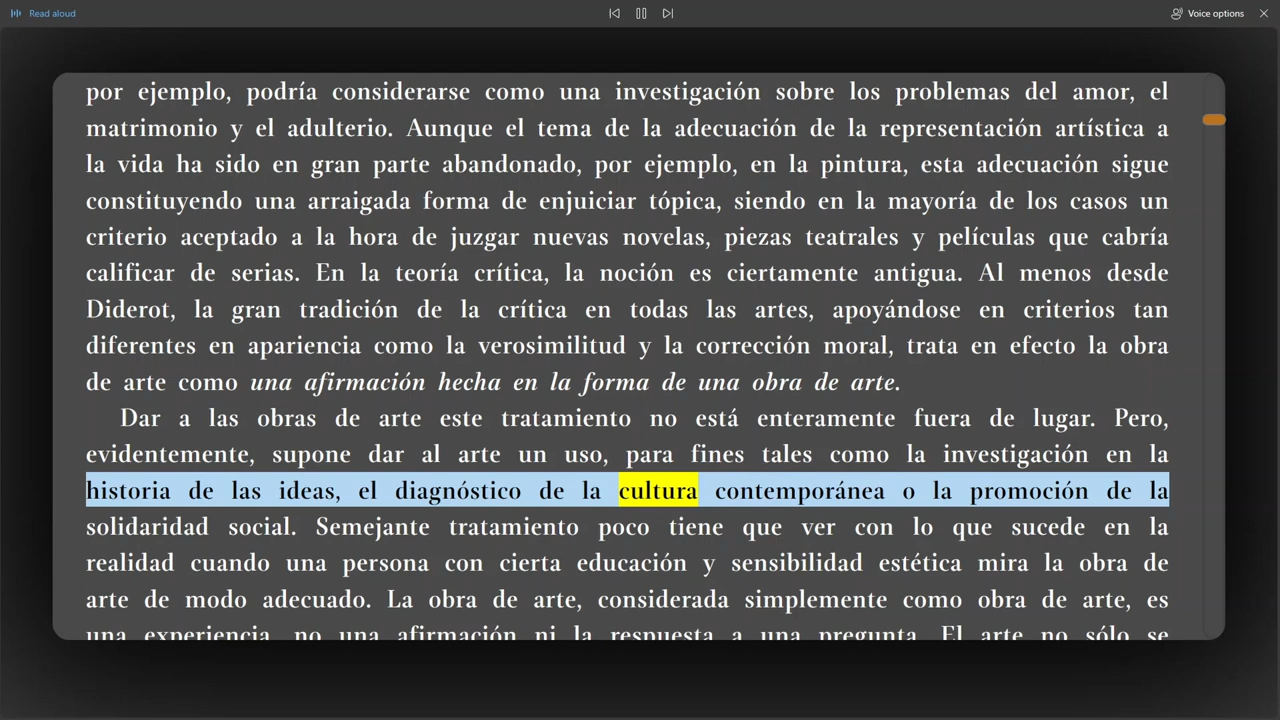 Read aloud
Voice options
por ejemplo, podría considerarse como una investigación sobre los problemas del amor, el
matrimonio y el adulterio. Aunque el tema de la adecuación de la representación artística a
la vida ha sido en gran parte abandonado, por ejemplo, en la pintura, esta adecuación sigue
constituyendo una arraigada forma de enjuiciar tópica, siendo en la mayoría de los casos un
criterio aceptado a la hora de juzgar nuevas novelas, piezas teatrales y películas que cabría
calificar de serias. En la teoría crítica, la noción es ciertamente antigua. Al menos desde
Diderot, la gran tradición de la crítica en todas las artes, apoyándose en criterios tan
diferentes en apariencia como la verosimilitud y la corrección moral, trata en efecto la obra
de arte como una afirmación hecha en la forma de una obra de arte.
Dar a las obras de arte este tratamiento no está enteramente fuera de lugar. Pero,
evidentemente, supone dar al arte un uso, para fines tales como la investigación en la
historia de las ideas, el diagnóstico de la cultura contemporánea o la promoción de la
solidaridad social. Semejante tratamiento poco tiene que ver con lo que sucede en la
realidad cuando una persona con cierta educación y sensibilidad estética mira la obra de
arte de modo adecuado. La obra de arte, considerada simplemente como obra de arte, es
una experiencia, no una afirmación ni la respuesta a una pregunta. El arte no sólo se